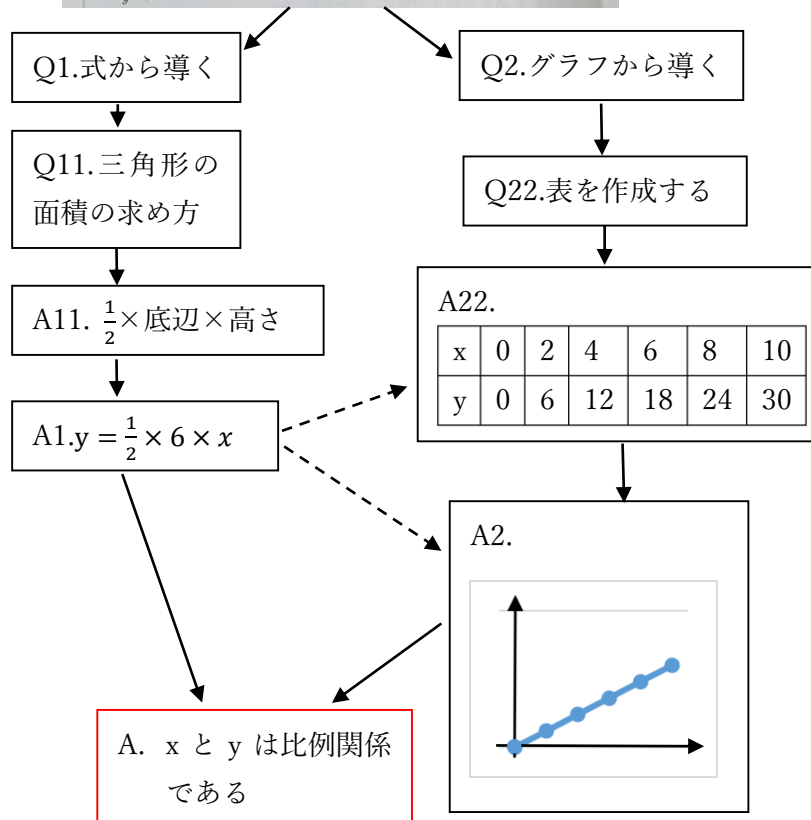 Q1.式から導く
Q2.グラフから導く
Q11.三角形の
面積の求め方
Q22.表を作成する
A11. 1/2×底辺×高さ
A22.
x 0 2 4 6 8 10
y 0 6 12 18 24 30
A1.y = 1/2 × 6 × x
A2.
A. x と y は比例関係
である